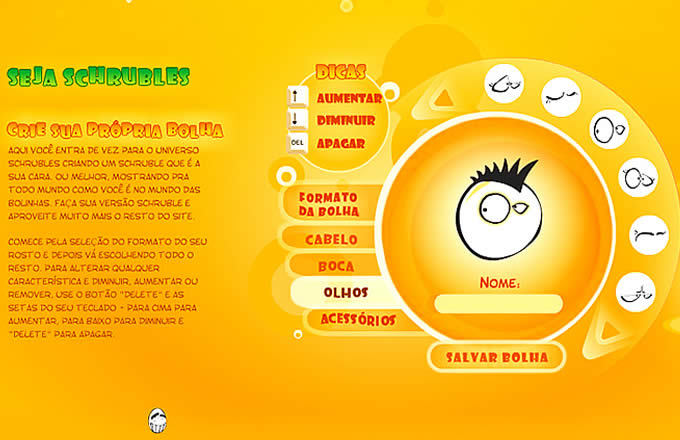 SEJA SCHRUBLES
CRIE SUA PRÓPRIA BOLHA
AQUI VOCÊ ENTRA DE VEZ PARA O UNIVERSO
SCHRUBLES CRIANDO UM SCHRUBLE QUE É A
SUA CARA. OU MELHOR, MOSTRANDO PRA
TODO MUNDO COMO VOCÊ É NO MUNDO DAS
BOLINHAS. FAÇA SUA VERSÃO SCHRUBLE E
APROVEITE MUITO MAIS O RESTO DO SITE.
COMECE PELA SELEÇÃO DO FORMATO DO SEU
ROSTO E DEPOIS VÁ ESCOLHENDO TODO O
RESTO. PARA ALTERAR QUALQUER
CARACTERÍSTICA E DIMINUIR, AUMENTAR OU
REMOVER, USE O BOTÃO "DELETE" E AS
SETAS DO SEU TECLADO - PARA CIMA PARA
AUMENTAR, PARA BAIXO PARA DIMINUIR E
"DELETE" PARA APAGAR.
DICAS
↑ AUMENTAR
↓ DIMINUIR
DEL APAGAR
FORMATO
DA BOLHA
CABELO
BOCA
OLHOS
ACESSÓRIOS
NOME:
SALVAR BOLHA